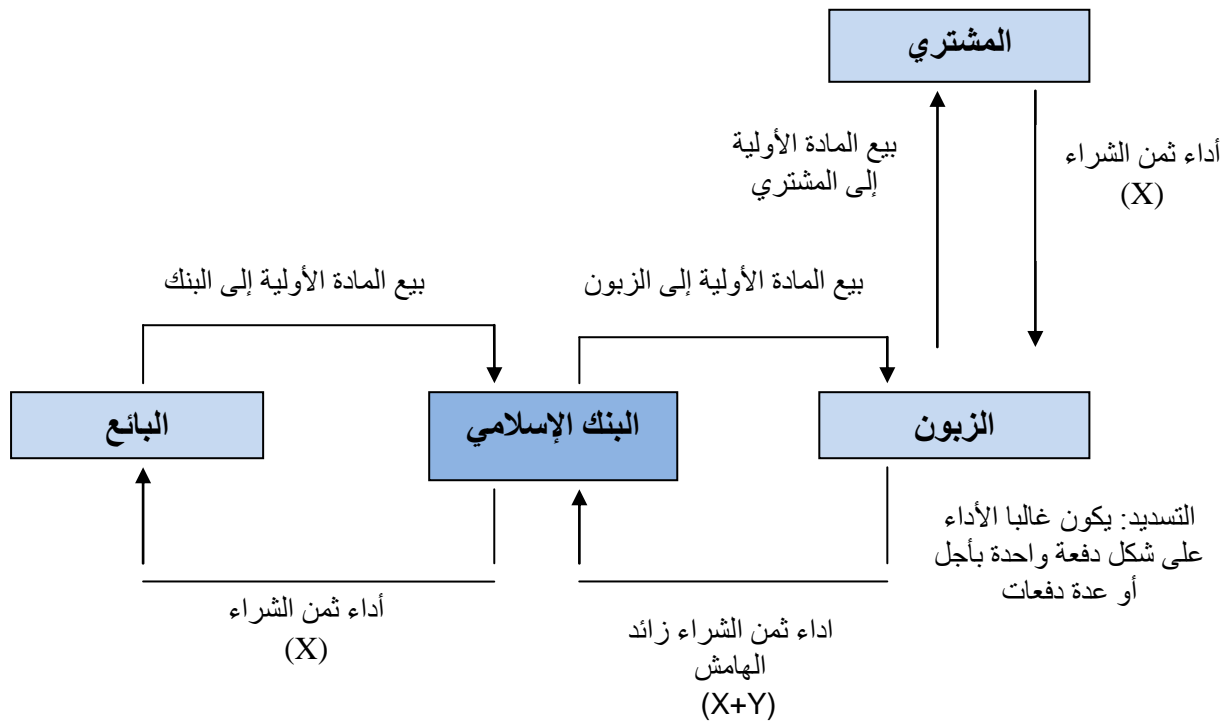 المشتري
بيع المادة الأولية
إلى المشتري
أداء ثمن الشراء
(X)
بيع المادة الأولية إلى الزبون
بيع المادة الأولية إلى البنك
الزبون
البنك الإسلامي
البائع
التسديد: يكون غالبا الأداء
على شكل دفعة واحدة بأجل
أو عدة دفعات
اداء ثمن الشراء زائد
الهامش
(X+Y)
أداء ثمن الشراء
(X)